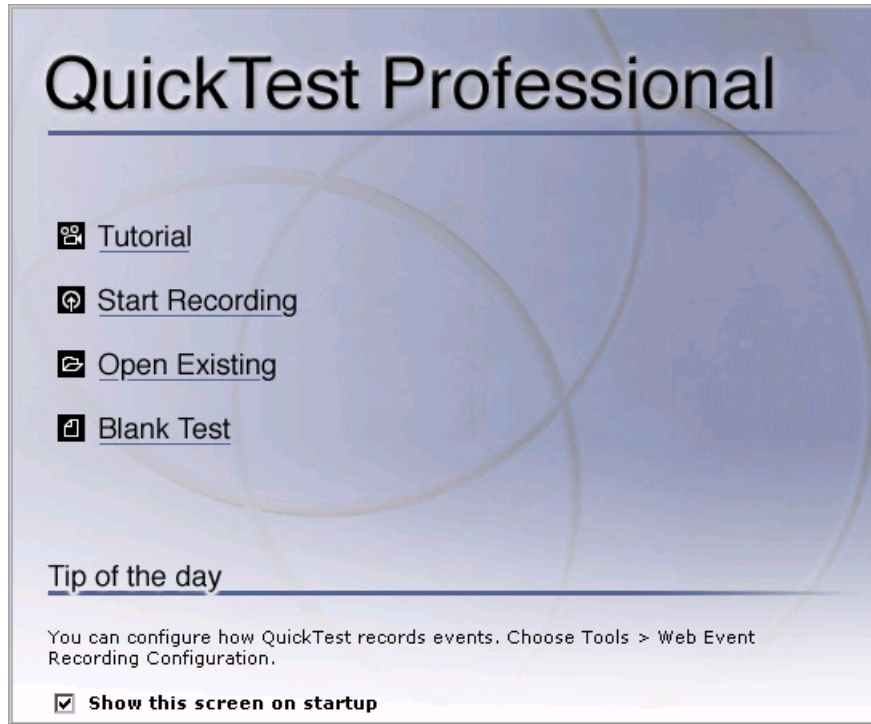 QuickTest Professional
Tutorial
Start Recording
Open Existing
Blank Test
Tip of the day
You can configure how QuickTest records events. Choose Tools > Web Event
Recording Configuration.
Show this screen on startup